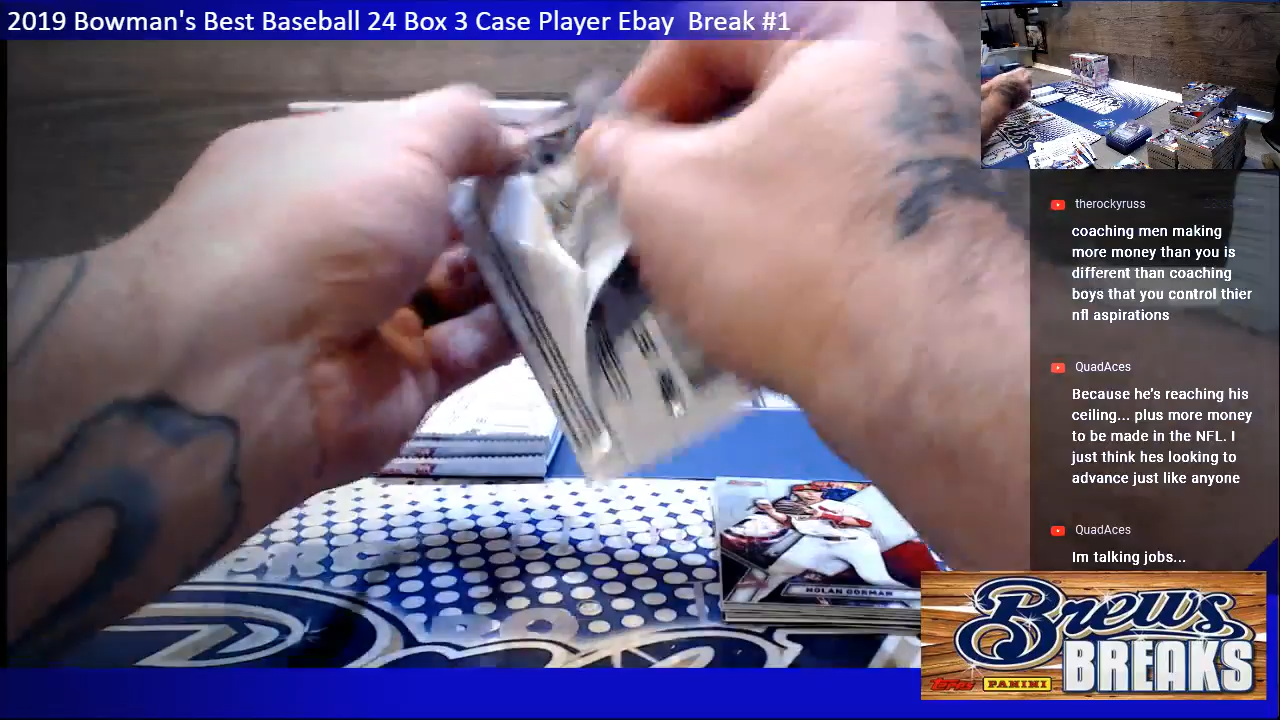 2019 Bowman's Best Baseball 24 Box 3 Case Player Ebay  Break #1
therockyruss
coaching men making
more money than you is
different than coaching
boys that you control thier
nfl aspirations
QuadAces
Because he's reaching his
ceiling... plus more money
to be made in the NFL. I
just think hes looking to
advance just like anyone
QuadAces
Im talking jobs...
NOLAN GORMAN
Brews
BREAKS
Topps PANINI